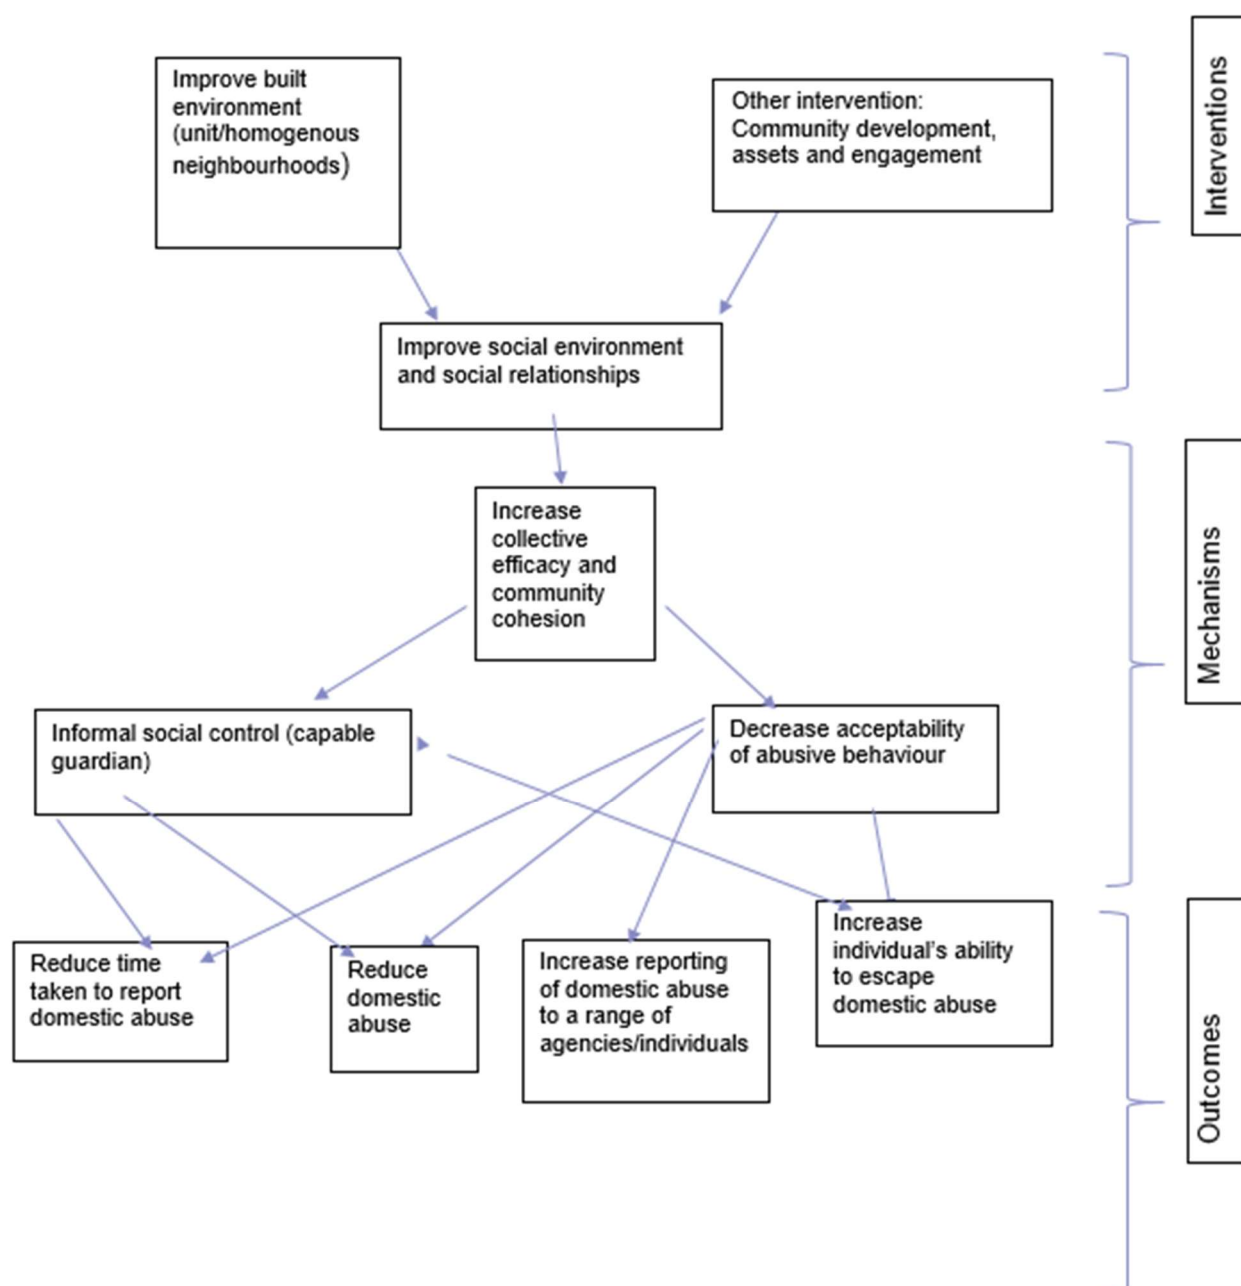 Improve built
environment
(unit/homogenous
neighbourhoods)
Other intervention:
Community development,
assets and engagement
Interventions
Improve social environment
and social relationships
Increase
collective
efficacy and
community
cohesion
Mechanisms
Informal social control (capable
guardian)
Decrease acceptability
of abusive behaviour
Reduce time
taken to report
domestic abuse
Reduce
domestic
abuse
Increase reporting
of domestic abuse
to a range of
agencies/individuals
Increase
individual's ability
to escape
domestic abuse
Outcomes